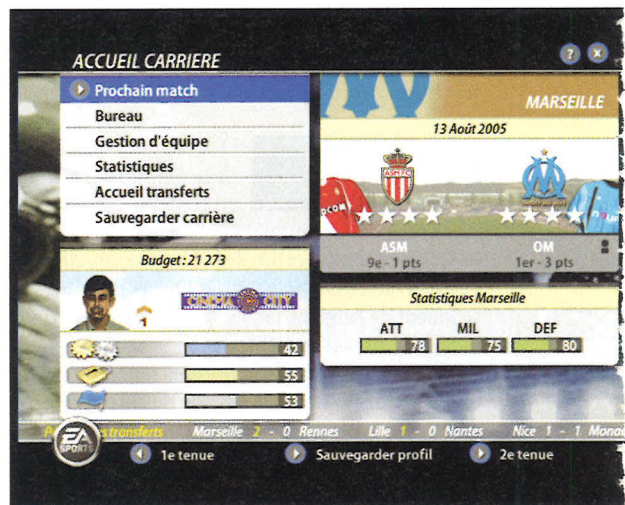 ACCUEIL CARRIERE
? x
Prochain match
Bureau
Gestion d'équipe
Statistiques
Accueil transferts
Sauvegarder carrière
MARSEILLE
13 Août 2005
ASM FC
ASM
9e - 1 pts
OM
1er - 3 pts
Budget : 21 273
CINEMA CITY
1
42
55
53
Statistiques Marseille
ATT MIL DEF
78 75 80
transferts Marseille 2 - 0 Rennes Lille 1 - 0 Nantes Nice 1 - 1 Monac
EA SPORTS
1e tenue Sauvegarder profil 2e tenue